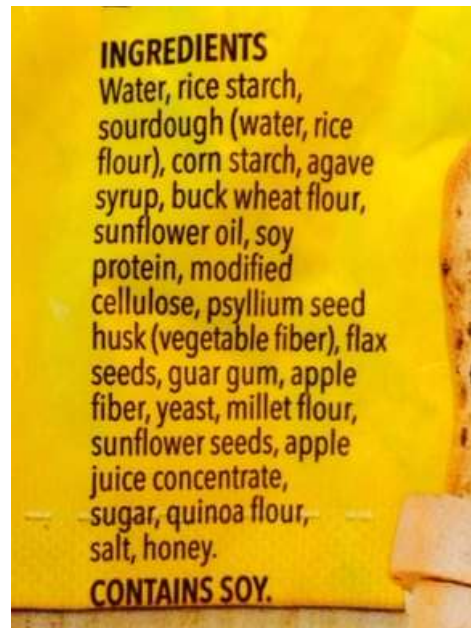 INGREDIENTS
Water, rice starch,
sourdough (water, rice
flour), corn starch, agave
syrup, buck wheat flour,
sunflower oil, soy
protein, modified
cellulose, psyllium seed
husk (vegetable fiber), flax
seeds, guar gum, apple
fiber, yeast, millet flour,
sunflower seeds, apple
juice concentrate,
sugar, quinoa flour,
salt, honey.
CONTAINS SOY.